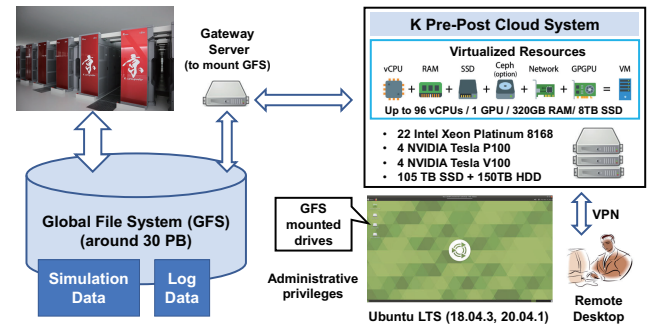 Gateway
Server
(to mount GFS)
K Pre-Post Cloud System
Virtualized Resources
vCPU RAM SSD Ceph (option) Network GPGPU VM
+ + + + + =
Up to 96 vCPUs / 1 GPU / 320GB RAM/ 8TB SSD
• 22 Intel Xeon Platinum 8168
• 4 NVIDIA Tesla P100
• 4 NVIDIA Tesla V100
• 105 TB SSD + 150TB HDD
京
京
Global File System (GFS)
(around 30 PB)
Simulation
Data
Log
Data
GFS
mounted
drives
Administrative
privileges
Ubuntu LTS (18.04.3, 20.04.1)
VPN
Remote
Desktop